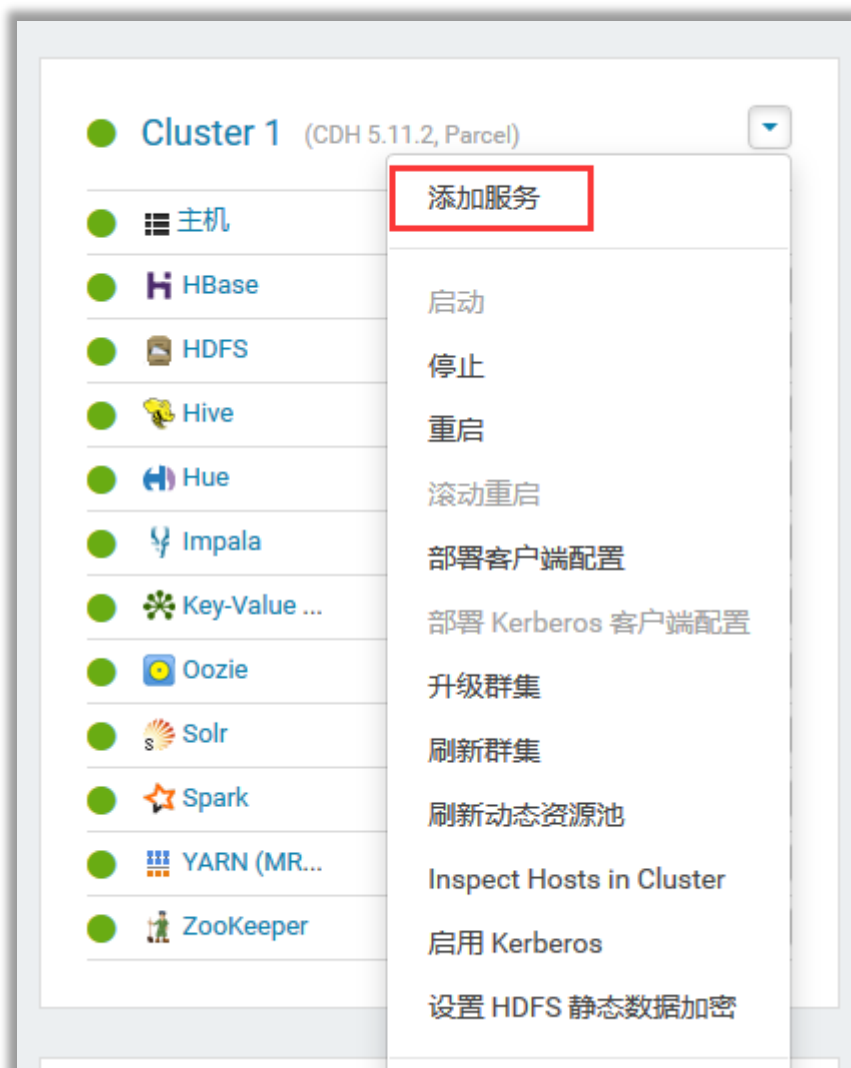 Cluster 1 (CDH 5.11.2, Parcel)
添加服务
主机
HBase
启动
HDFS
停止
Hive
重启
Hue
滚动重启
Impala
部署客户端配置
Key-Value ...
部署 Kerberos 客户端配置
Oozie
升级群集
S
Solr
刷新群集
Spark
刷新动态资源池
YARN (MR...
Inspect Hosts in Cluster
ZooKeeper
启用 Kerberos
设置 HDFS 静态数据加密